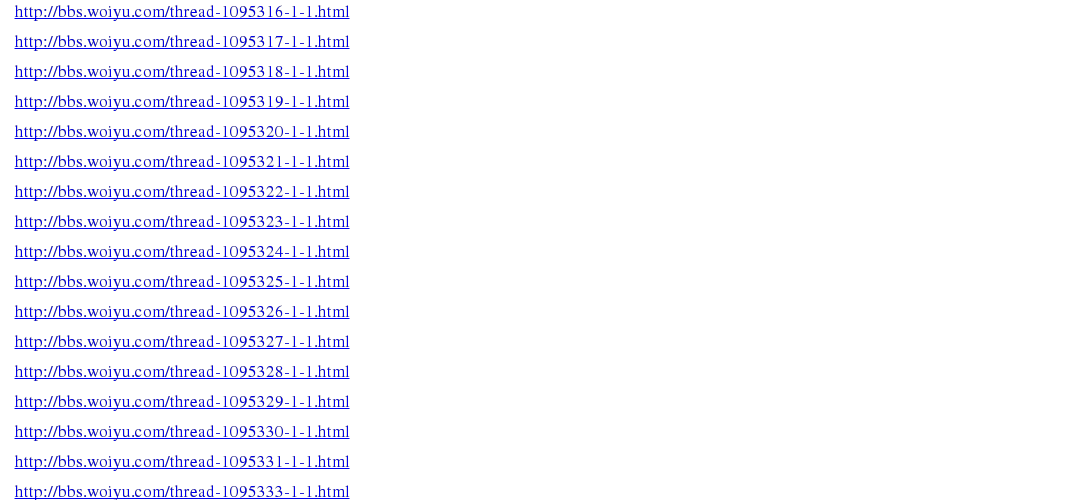 http://bbs.woiyu.com/thread-1095316-1-1.html
http://bbs.woiyu.com/thread-1095317-1-1.html
http://bbs.woiyu.com/thread-1095318-1-1.html
http://bbs.woiyu.com/thread-1095319-1-1.html
http://bbs.woiyu.com/thread-1095320-1-1.html
http://bbs.woiyu.com/thread-1095321-1-1.html
http://bbs.woiyu.com/thread-1095322-1-1.html
http://bbs.woiyu.com/thread-1095323-1-1.html
http://bbs.woiyu.com/thread-1095324-1-1.html
http://bbs.woiyu.com/thread-1095325-1-1.html
http://bbs.woiyu.com/thread-1095326-1-1.html
http://bbs.woiyu.com/thread-1095327-1-1.html
http://bbs.woiyu.com/thread-1095328-1-1.html
http://bbs.woiyu.com/thread-1095329-1-1.html
http://bbs.woiyu.com/thread-1095330-1-1.html
http://bbs.woiyu.com/thread-1095331-1-1.html
http://bbs.woiyu.com/thread-1095333-1-1.html